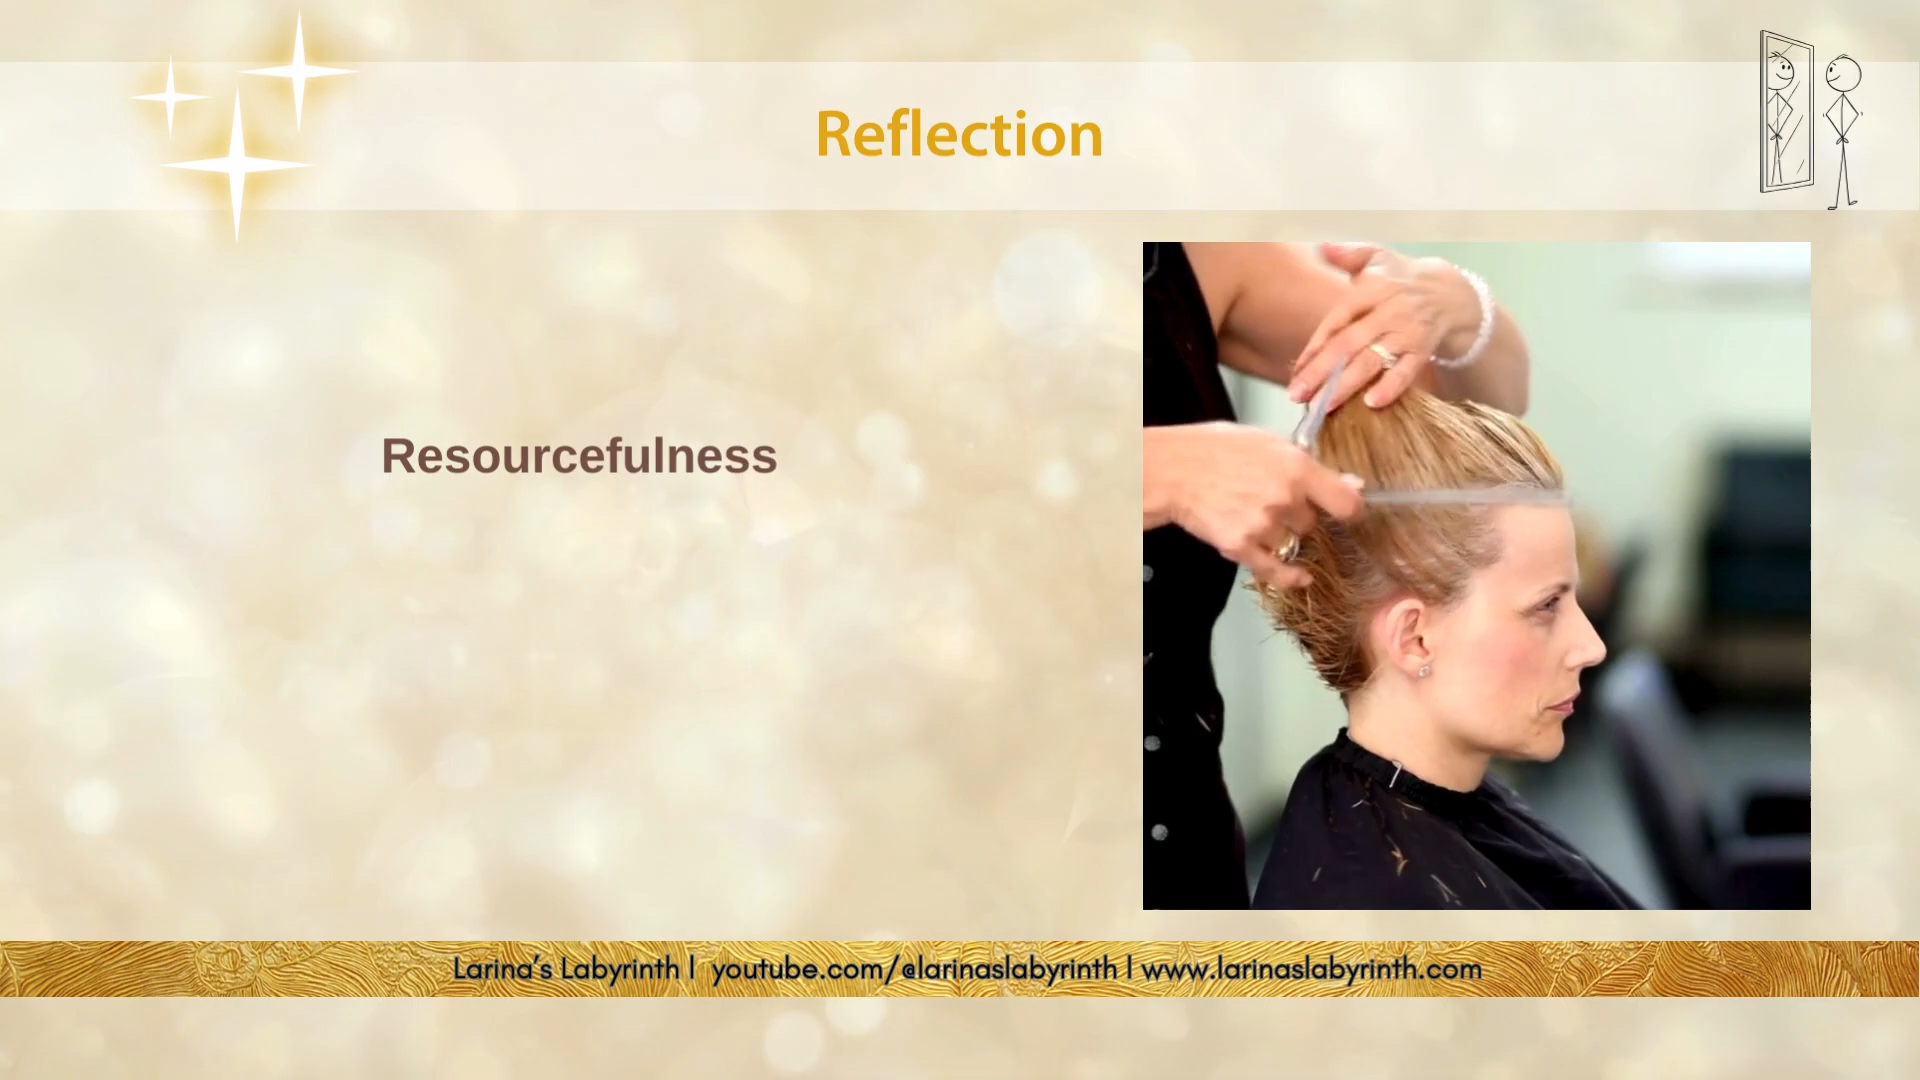 Reflection
Resourcefulness
Larina's Labyrinth | youtube.com/@larinaslabyrinth | www.larinaslabyrinth.com